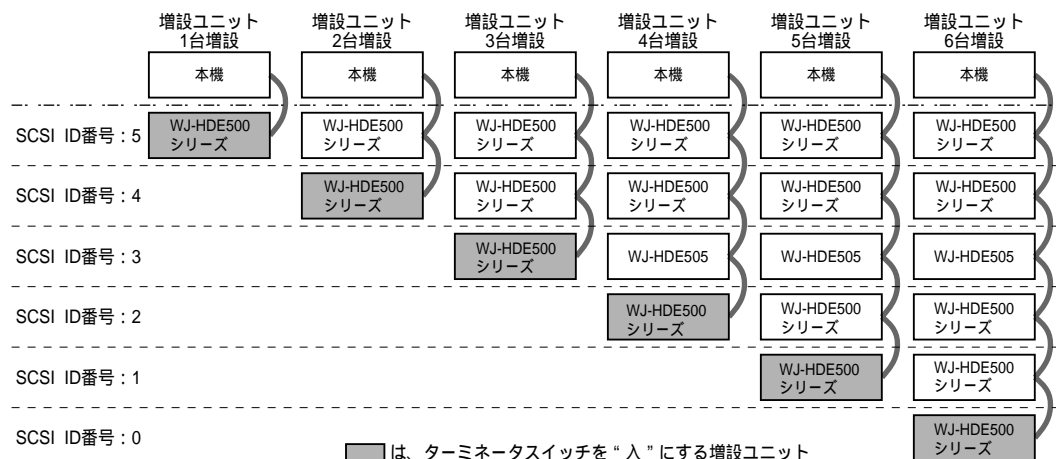 増設ユニット 増設ユニット 増設ユニット 増設ユニット 増設ユニット 増設ユニット
1台増設 2台増設 3台増設 4台増設 5台増設 6台増設
本機 本機 本機 本機 本機 本機
SCSI ID番号：5 WJ-HDE500 WJ-HDE500 WJ-HDE500 WJ-HDE500 WJ-HDE500 WJ-HDE500
シリーズ シリーズ シリーズ シリーズ シリーズ シリーズ
SCSI ID番号：4 WJ-HDE500 WJ-HDE500 WJ-HDE500 WJ-HDE500 WJ-HDE500
シリーズ シリーズ シリーズ シリーズ シリーズ
SCSI ID番号：3 WJ-HDE500 WJ-HDE505 WJ-HDE505 WJ-HDE505
シリーズ
SCSI ID番号：2 WJ-HDE500 WJ-HDE500 WJ-HDE500
シリーズ シリーズ シリーズ
SCSI ID番号：1 WJ-HDE500 WJ-HDE500
シリーズ シリーズ
SCSI ID番号：0 WJ-HDE500
シリーズ
は、ターミネータスイッチを“入”にする増設ユニット